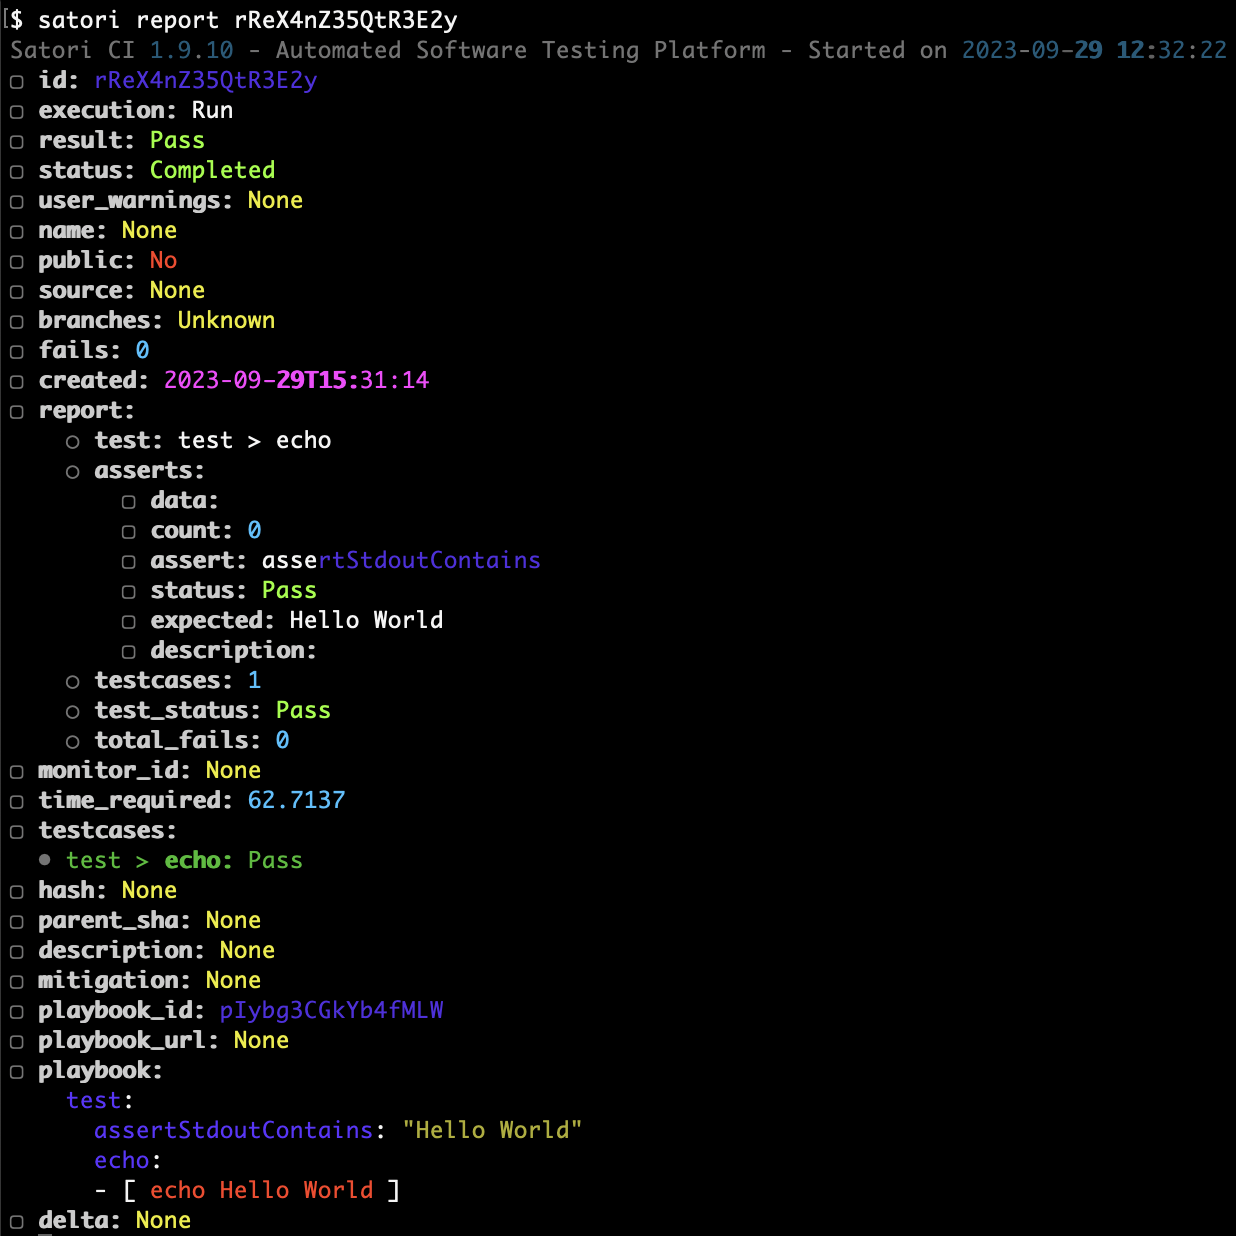 [$ satori report rReX4nZ35QtR3E2y
Satori CI 1.9.10 - Automated Software Testing Platform - Started on 2023-09-29 12:32:22
▢ id: rReX4nZ35QtR3E2y
▢ execution: Run
▢ result: Pass
▢ status: Completed
▢ user_warnings: None
▢ name: None
▢ public: No
▢ source: None
▢ branches: Unknown
▢ fails: 0
▢ created: 2023-09-29T15:31:14
▢ report:
○ test: test > echo
○ asserts:
▢ data:
▢ count: 0
▢ assert: assertStdoutContains
▢ status: Pass
▢ expected: Hello World
▢ description:
○ testcases: 1
○ test_status: Pass
○ total_fails: 0
▢ monitor_id: None
▢ time_required: 62.7137
▢ testcases:
● test > echo: Pass
▢ hash: None
▢ parent_sha: None
▢ description: None
▢ mitigation: None
▢ playbook_id: pIybg3CGkYb4fMLW
▢ playbook_url: None
▢ playbook:
test:
assertStdoutContains: "Hello World"
echo:
- [ echo Hello World ]
▢ delta: None